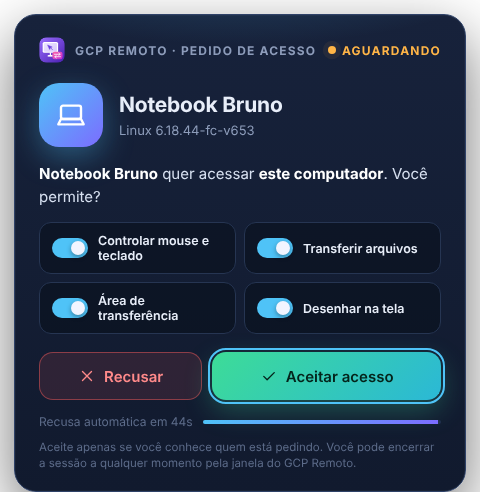 GCP REMOTO · PEDIDO DE ACESSO
AGUARDANDO
Notebook Bruno
Linux 6.18.44-fc-v653
Notebook Bruno quer acessar este computador. Você
permite?
Controlar mouse e
teclado
Transferir arquivos
Área de
transferência
Desenhar na tela
Recusar
Aceitar acesso
Recusa automática em 44s
Aceite apenas se você conhece quem está pedindo. Você pode encerrar
a sessão a qualquer momento pela janela do GCP Remoto.